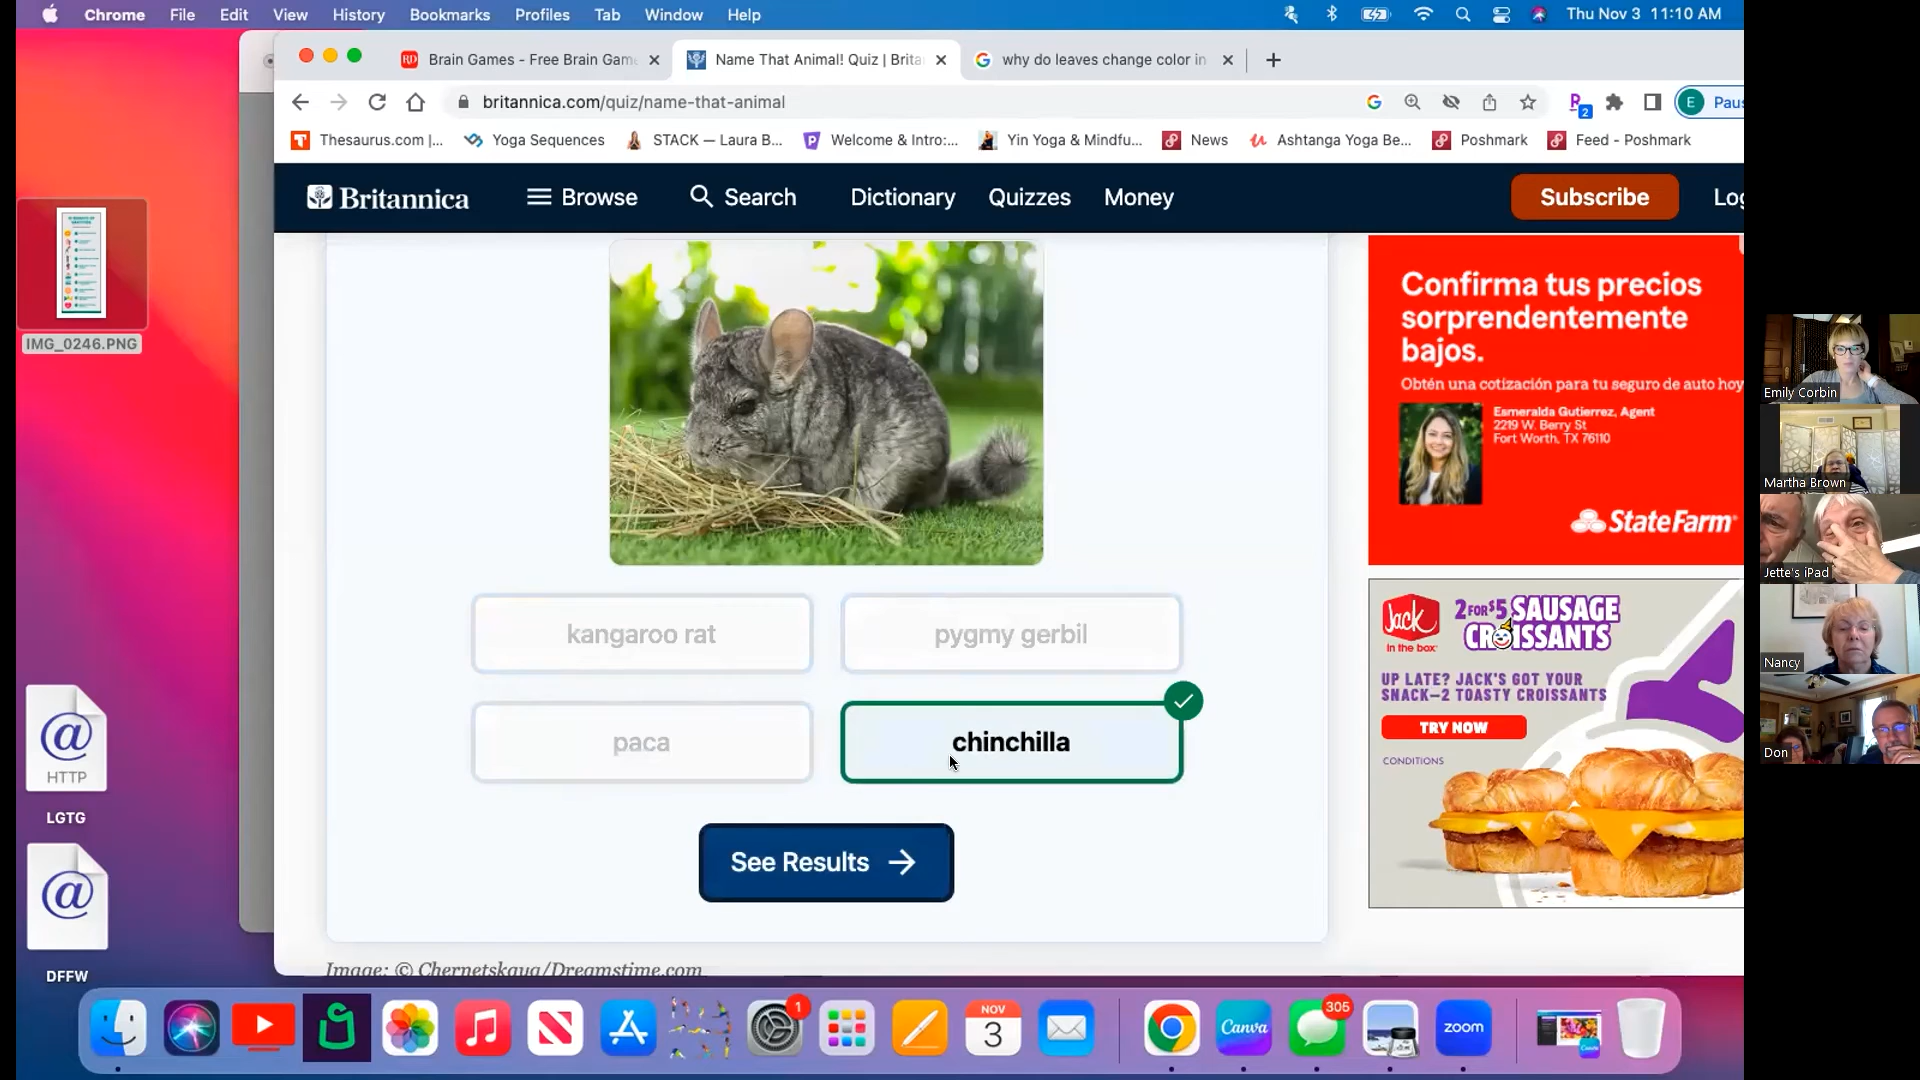 Chrome File Edit View History Bookmarks Profiles Tab Window Help
Thu Nov 3 11:10 AM
RD Brain Games - Free Brain Gam
Name That Animal! Quiz | Brita
why do leaves change color in
britannica.com/quiz/name-that-animal
E Paus
2
Thesaurus.com |...
Yoga Sequences
STACK — Laura B...
Welcome & Intro:...
Yin Yoga & Mindfu...
News
Ashtanga Yoga Be...
Poshmark
Feed - Poshmark
Britannica
Browse
Search
Dictionary
Quizzes
Money
Subscribe
Log
IMG_0246.PNG
kangaroo rat
pygmy gerbil
paca
chinchilla
See Results
Image: © Chernetskaya/Dreamstime.com
Confirma tus precios
sorprendentemente
bajos.
Obtén una cotización para tu seguro de auto hoy
Esmeralda Gutierrez, Agent
2219 W. Berry St
Fort Worth, TX 76110
StateFarm
Jack
in the box
2 FOR $5 SAUSAGE
CROISSANTS
UP LATE? JACK'S GOT YOUR
SNACK—2 TOASTY CROISSANTS
TRY NOW
CONDITIONS
HTTP
LGTG
DFFW
Emily Corbin
Martha Brown
Jette's iPad
Nancy
Don
1
NOV
3
Canva
305
zoom